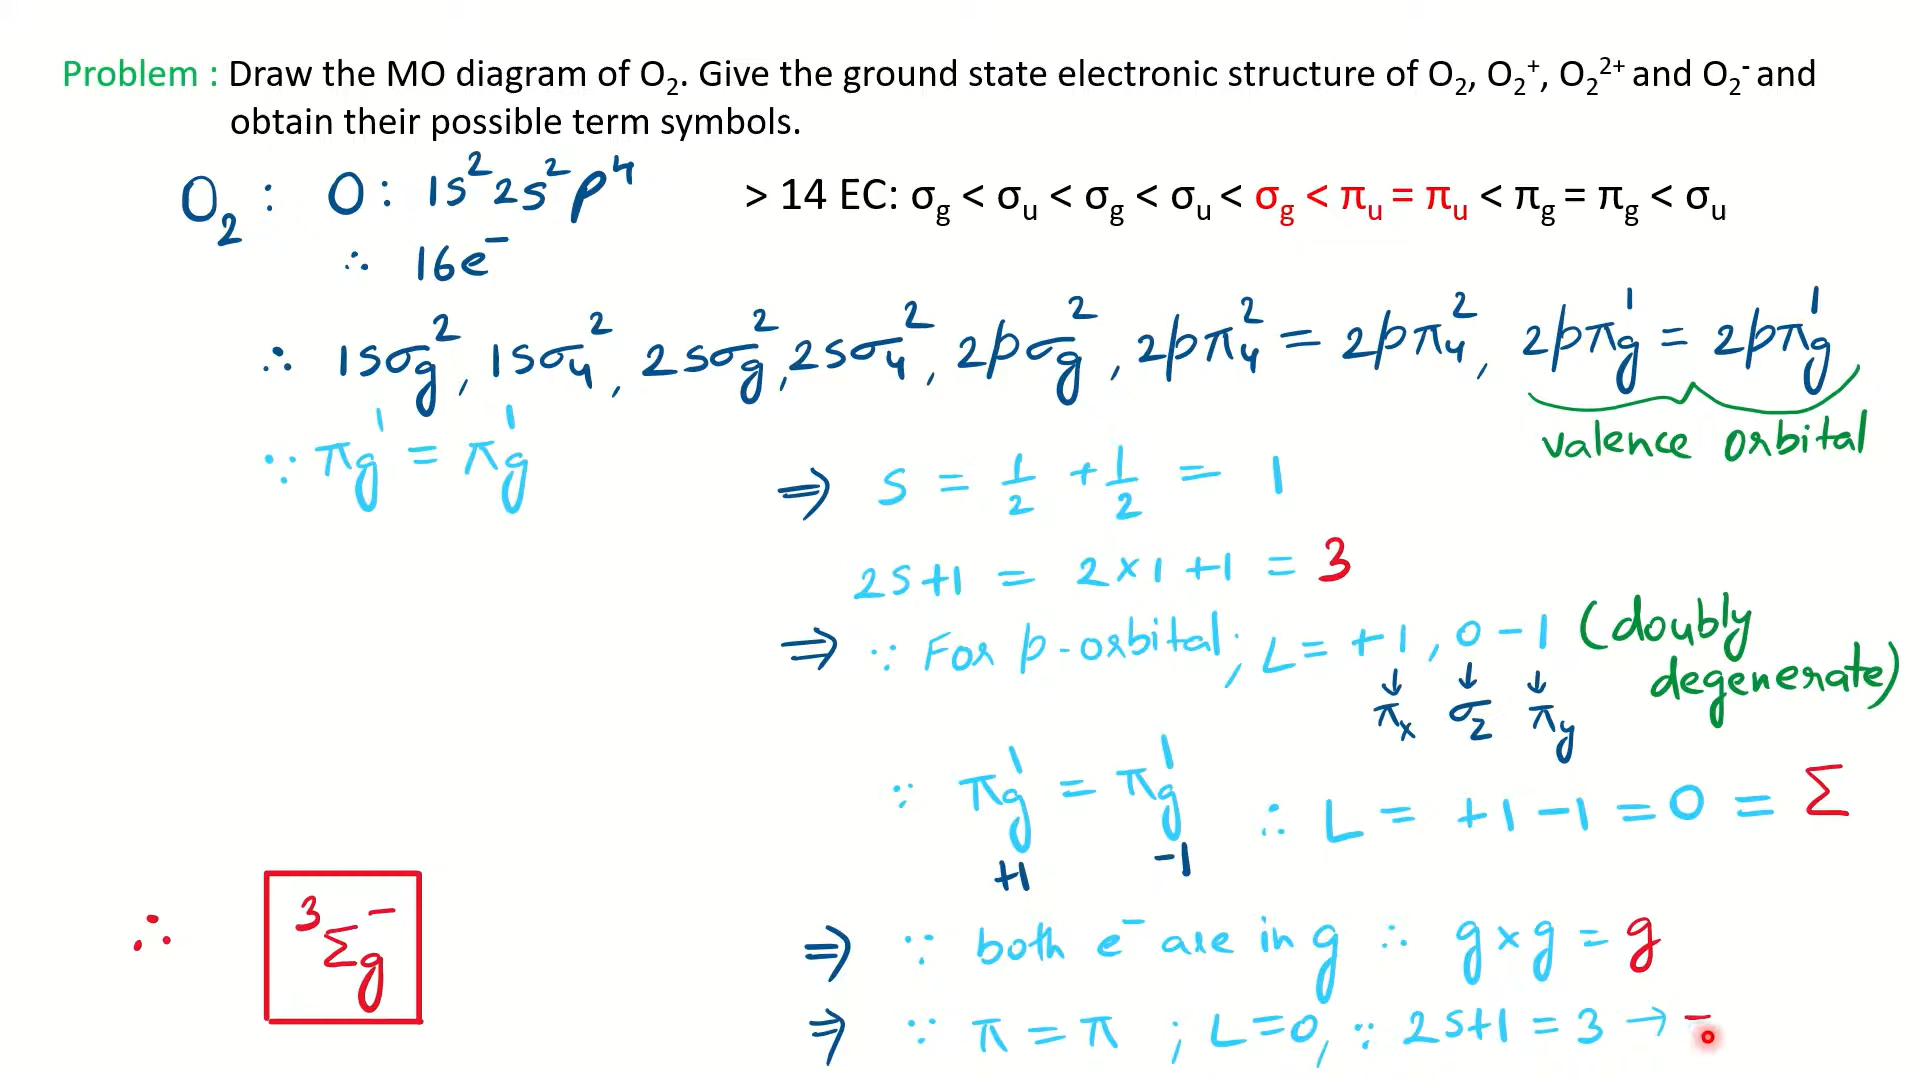 Problem : Draw the MO diagram of O₂. Give the ground state electronic structure of O₂, O₂⁺, O₂²⁺ and O₂⁻ and
obtain their possible term symbols.
O₂ : O : 1s² 2s² p⁴
> 14 EC: σg < σu < σg < σu < σg < πu = πu < πg = πg < σu
∴ 16e⁻
∴ 1sσg², 1sσu², 2sσg², 2sσu², 2pσg², 2pπu² = 2pπu², 2pπg¹ = 2pπg¹
valence orbital
∵ πg¹ = πg¹
⇒ s = 1/2 + 1/2 = 1
2s+1 = 2×1+1 = 3
⇒ ∵ For p-orbital; L = +1, 0 -1 (doubly
degenerate)
↓ ↓ ↓
πx σz πy
∵ πg¹ = πg¹ ∴ L = +1 -1 = 0 = Σ
+1 -1
⇒ ∵ both e⁻ are in g ∴ g × g = g
∴ ³Σg⁻
⇒ ∵ π = π ; L=0, ∵ 2s+1 = 3 → -